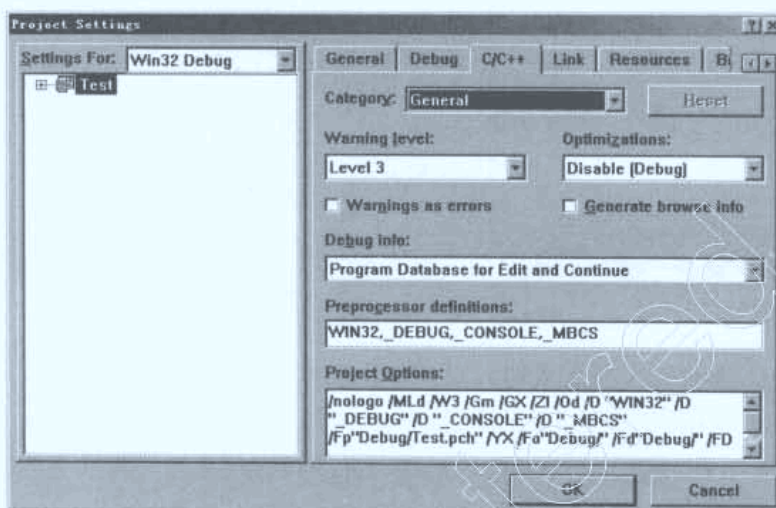 Project Settings
Settings For: Win32 Debug
Test
General Debug C/C++ Link Resources
Category: General Reset
Warning level: Optimizations:
Level 3 Disable (Debug)
Warnings as errors Generate browse info
Debug info:
Program Database for Edit and Continue
Preprocessor definitions:
WIN32,_DEBUG,_CONSOLE,_MBCS
Project Options:
/nologo /MLd /W3 /Gm /GX /ZI /Od /D "WIN32" /D
"_DEBUG" /D "_CONSOLE" /D "_MBCS"
/Fp"Debug/Test.pch" /YX /Fo"Debug/" /Fd"Debug/" /FD
OK Cancel